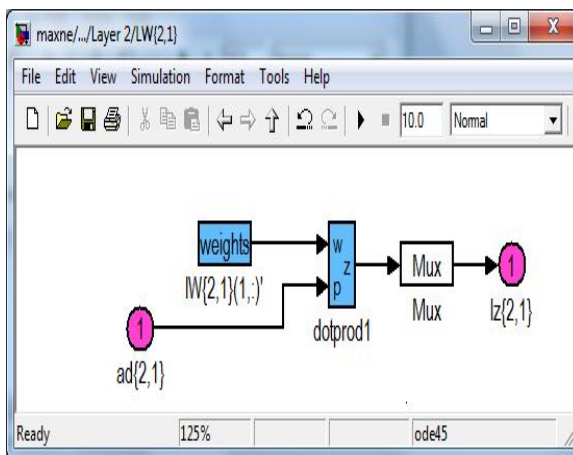 maxne/.../Layer 2/LW{2,1}
File Edit View Simulation Format Tools Help
10.0 Normal
weights
IW{2,1}(1,:)'
w
z
p
dotprod1
Mux
Mux
1
lz{2,1}
1
ad{2,1}
Ready 125% ode45